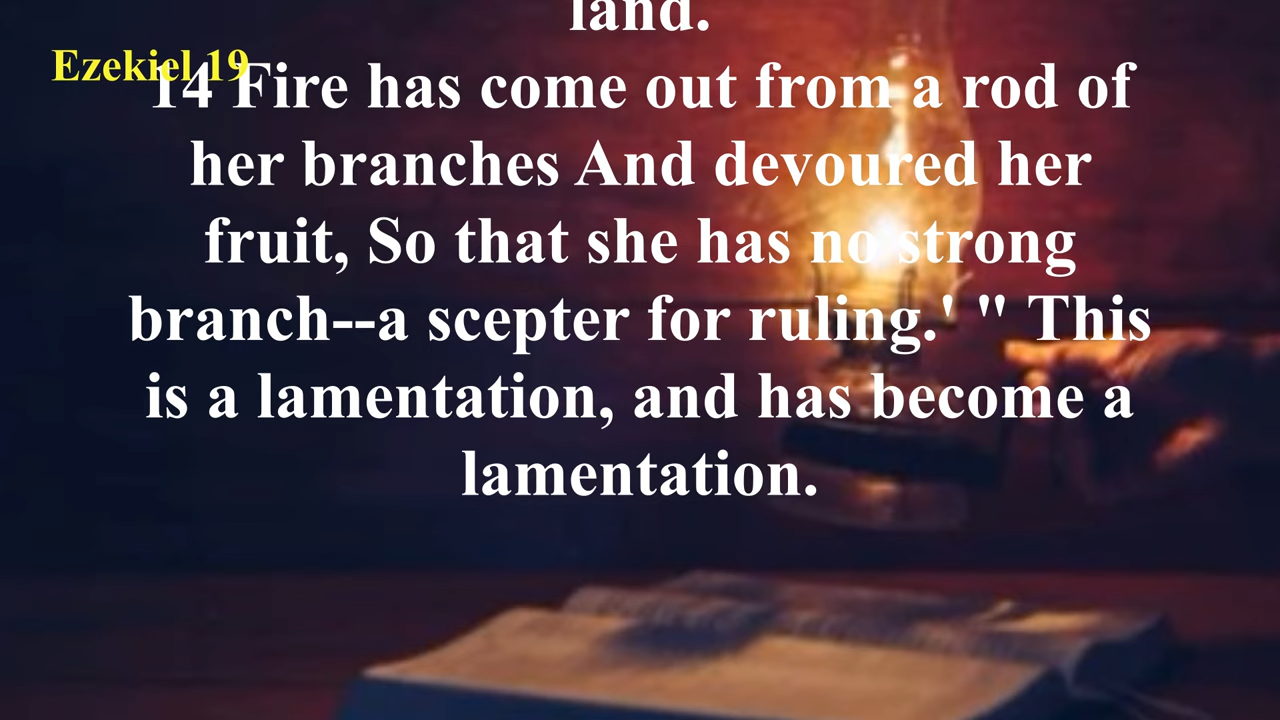 land.
Ezekiel 19
14 Fire has come out from a rod of
her branches And devoured her
fruit, So that she has no strong
branch--a scepter for ruling.' " This
is a lamentation, and has become a
lamentation.